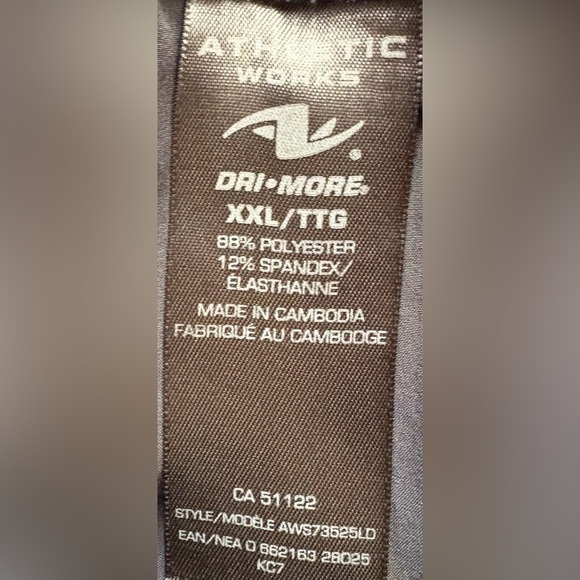 ATHLETIC
WORKS
®
DRI•MORE®
XXL/TTG
88% POLYESTER
12% SPANDEX/
ÉLASTHANNE
MADE IN CAMBODIA
FABRIQUÉ AU CAMBODGE
CA 51122
STYLE/MODÈLE AWS73525LD
EAN/NEA 0 662163 28025
KC7